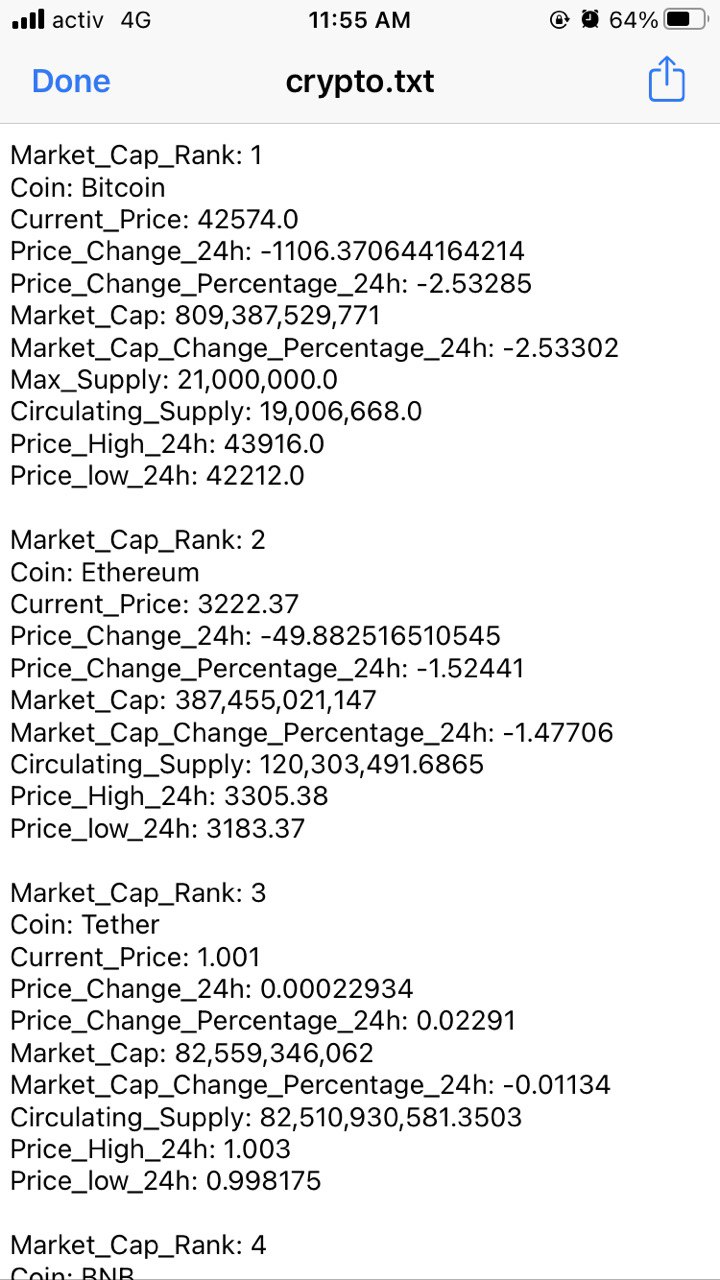 activ 4G 11:55 AM 64%
Done crypto.txt
Market_Cap_Rank: 1
Coin: Bitcoin
Current_Price: 42574.0
Price_Change_24h: -1106.370644164214
Price_Change_Percentage_24h: -2.53285
Market_Cap: 809,387,529,771
Market_Cap_Change_Percentage_24h: -2.53302
Max_Supply: 21,000,000.0
Circulating_Supply: 19,006,668.0
Price_High_24h: 43916.0
Price_low_24h: 42212.0
Market_Cap_Rank: 2
Coin: Ethereum
Current_Price: 3222.37
Price_Change_24h: -49.882516510545
Price_Change_Percentage_24h: -1.52441
Market_Cap: 387,455,021,147
Market_Cap_Change_Percentage_24h: -1.47706
Circulating_Supply: 120,303,491.6865
Price_High_24h: 3305.38
Price_low_24h: 3183.37
Market_Cap_Rank: 3
Coin: Tether
Current_Price: 1.001
Price_Change_24h: 0.00022934
Price_Change_Percentage_24h: 0.02291
Market_Cap: 82,559,346,062
Market_Cap_Change_Percentage_24h: -0.01134
Circulating_Supply: 82,510,930,581.3503
Price_High_24h: 1.003
Price_low_24h: 0.998175
Market_Cap_Rank: 4
Coin: BNB